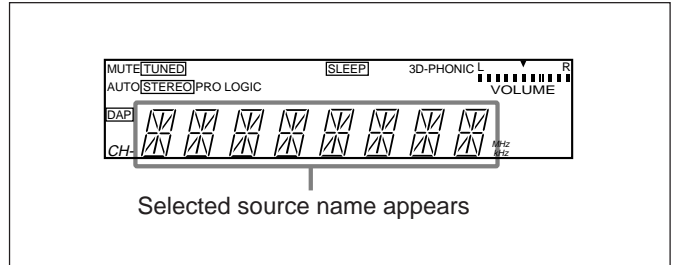 MUTE TUNED SLEEP 3D-PHONIC L R
AUTO STEREO PRO LOGIC VOLUME
DAP
CH- MHz
kHz
Selected source name appears